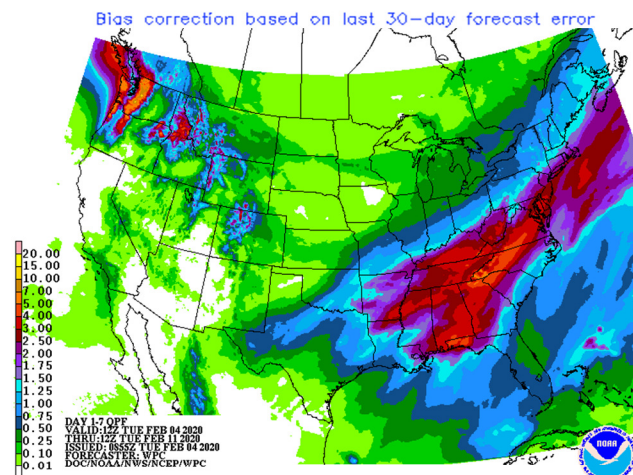 Bias correction based on last 30-day forecast error
20.00
15.00
10.00
7.00
5.00
4.00
3.00
2.50
2.00
1.75
1.50
1.25
1.00
0.75
0.50
0.25
0.10
0.01
DAY 1-7 QPF
VALID:12Z TUE FEB 04 2020
THRU:12Z TUE FEB 11 2020
ISSUED: 0855Z TUE FEB 04 2020
FORECASTER: WPC
DOC/NOAA/NWS/NCEP/WPC
NOAA